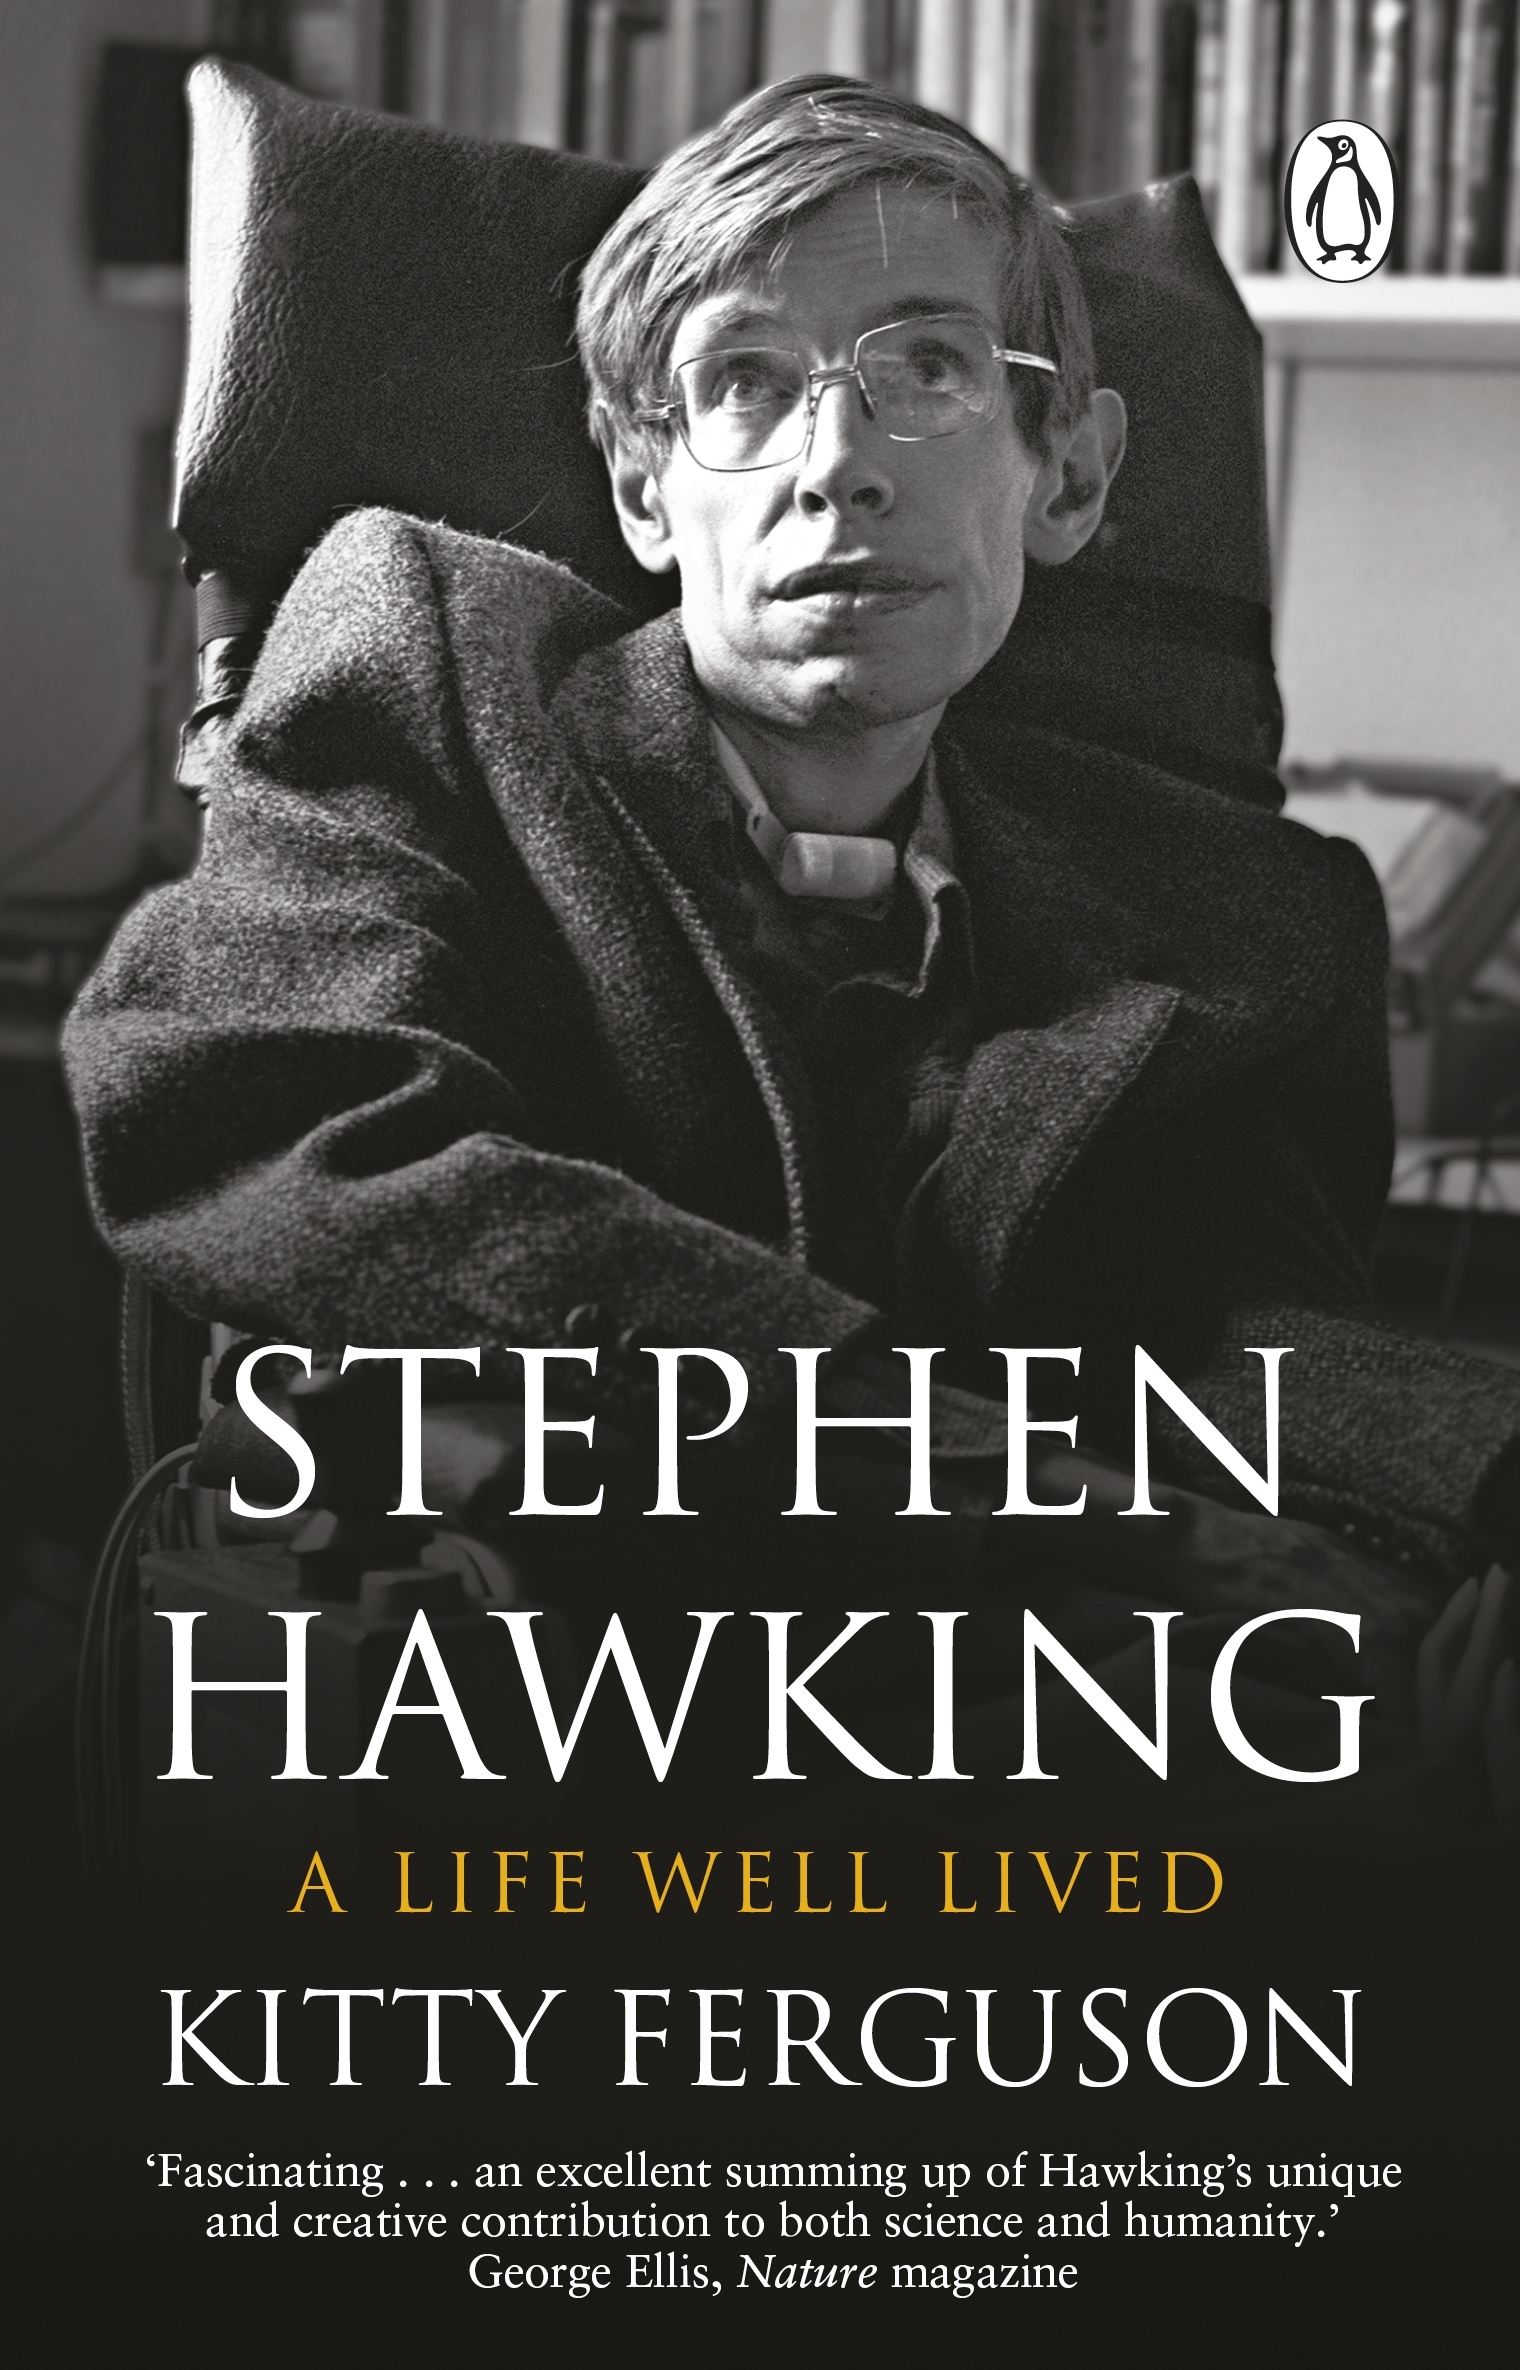 STEPHEN
HAWKING
A LIFE WELL LIVED
KITTY FERGUSON
‘Fascinating . . . an excellent summing up of Hawking’s unique
and creative contribution to both science and humanity.’
George Ellis, Nature magazine